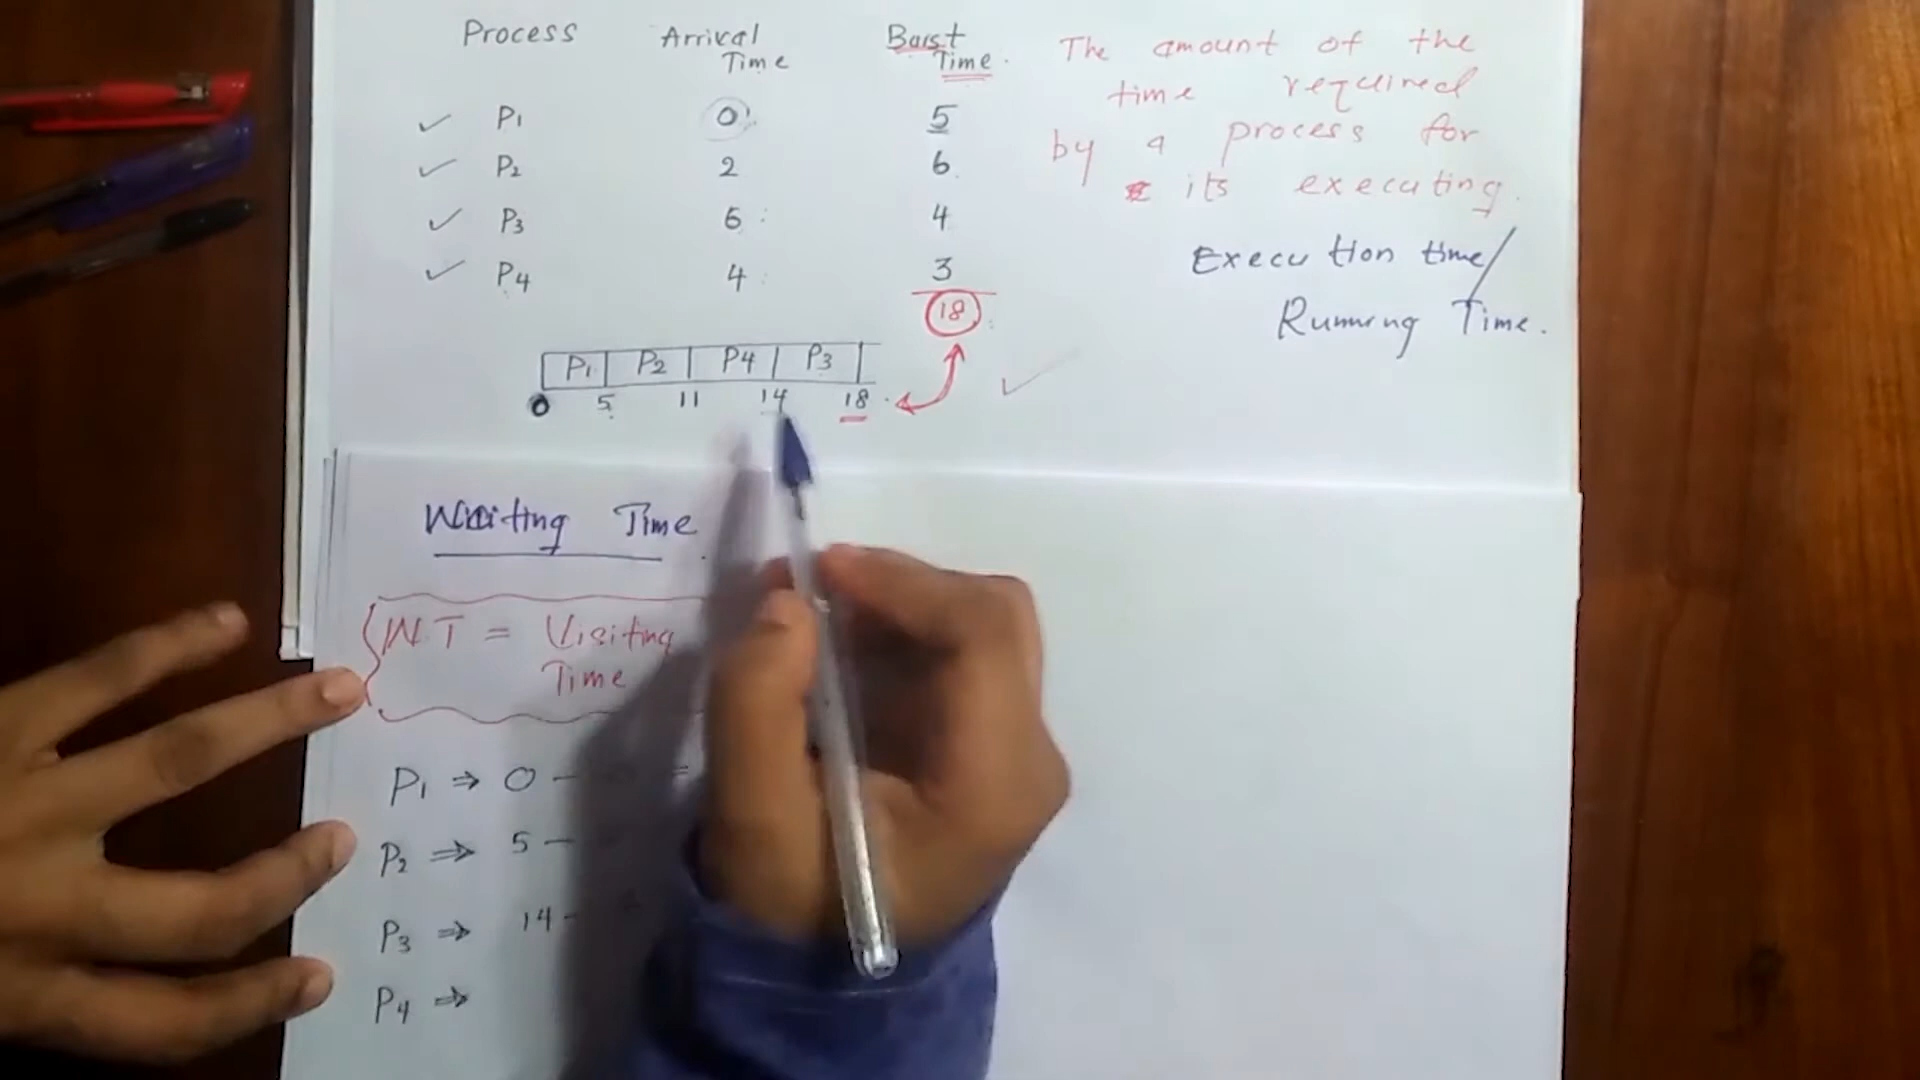 Process Arrival Time Burst Time.
P1 0 5
P2 2 6
P3 6 4
P4 4 3
18
The amount of the
time required
by a process for
its executing.
Execution time/
Running Time.
P1 P2 P4 P3
0 5 11 14 18
Waiting Time
W.T = Visiting
Time
P1 ⇒ 0 - =
P2 ⇒ 5 -
P3 ⇒ 14 -
P4 ⇒